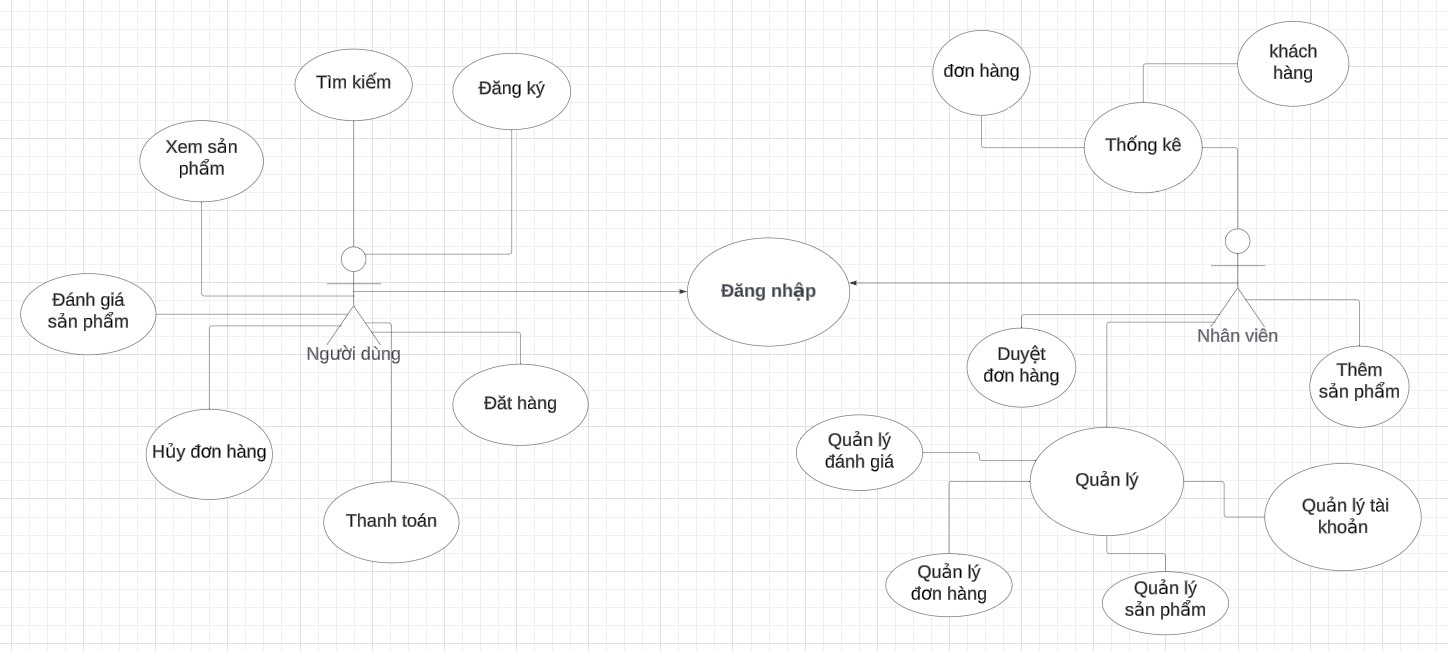 khách
hàng
đơn hàng
Tìm kiếm
Đăng ký
Thống kê
Xem sản
phẩm
Đăng nhập
Đánh giá
sản phẩm
Người dùng
Nhân viên
Duyệt
đơn hàng
Thêm
sản phẩm
Đăt hàng
Hủy đơn hàng
Quản lý
đánh giá
Quản lý
Quản lý tài
khoản
Thanh toán
Quản lý
đơn hàng
Quản lý
sản phẩm